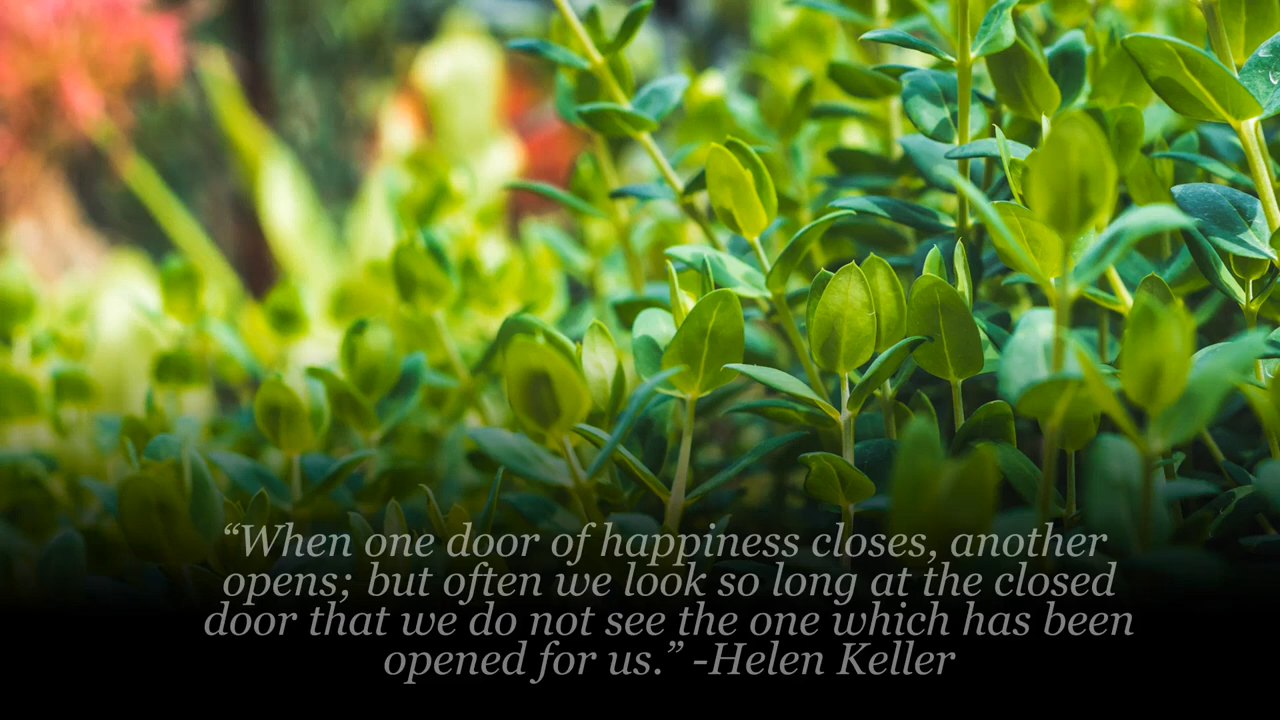 “When one door of happiness closes, another
opens; but often we look so long at the closed
door that we do not see the one which has been
opened for us.” -Helen Keller